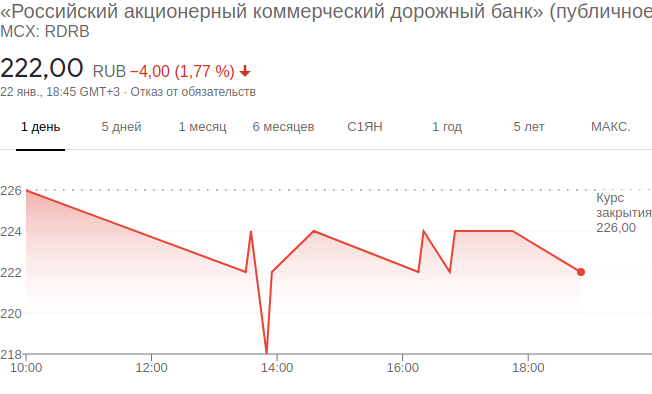 «Российский акционерный коммерческий дорожный банк» (публичное
MCX: RDRB
222,00 RUB −4,00 (1,77 %)
22 янв., 18:45 GMT+3 · Отказ от обязательств
1 день 5 дней 1 месяц 6 месяцев С1ЯН 1 год 5 лет МАКС.
226
Курс
закрытия
226,00
224
222
220
218
10:00 12:00 14:00 16:00 18:00